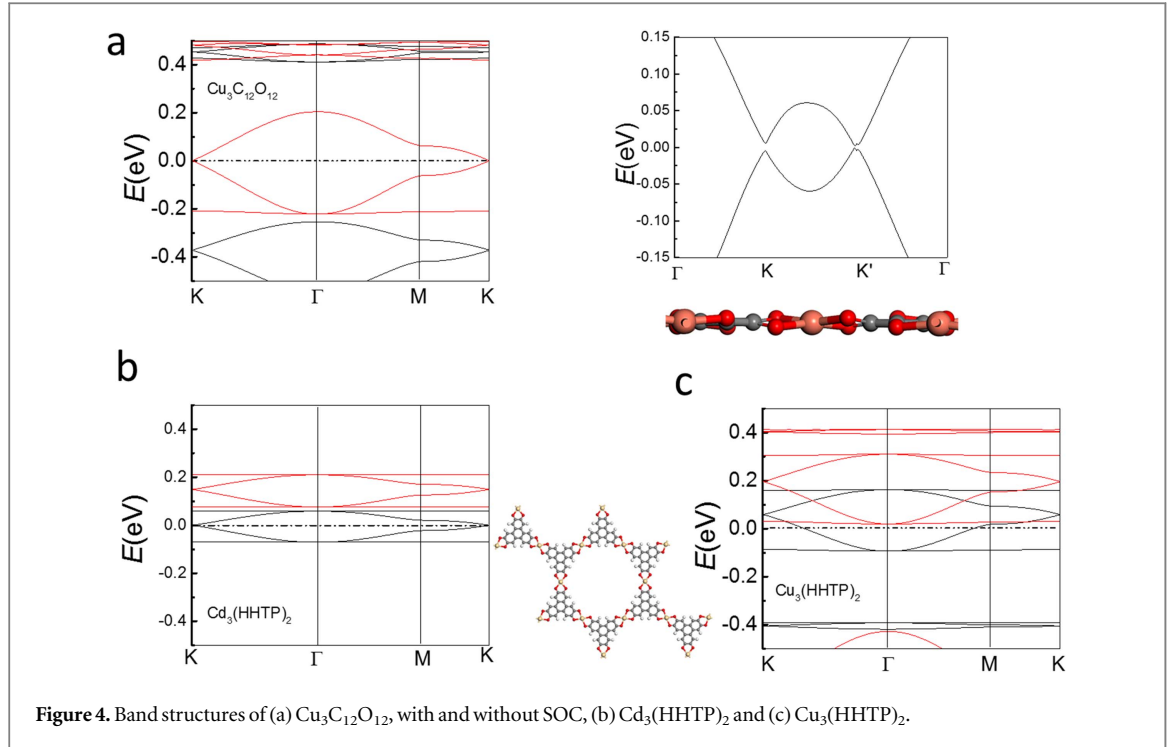 a
0.4
0.2
0.0
-0.2
-0.4
E(eV)
Cu3C12O12
K Γ M K
0.15
0.10
0.05
0.00
-0.05
-0.10
-0.15
E(eV)
Γ K K' Γ
b
0.4
0.2
0.0
-0.2
-0.4
E(eV)
Cd3(HHTP)2
K Γ M K
c
0.4
0.2
0.0
-0.2
-0.4
E(eV)
Cu3(HHTP)2
K Γ M K
Figure 4. Band structures of (a) Cu3C12O12, with and without SOC, (b) Cd3(HHTP)2 and (c) Cu3(HHTP)2.